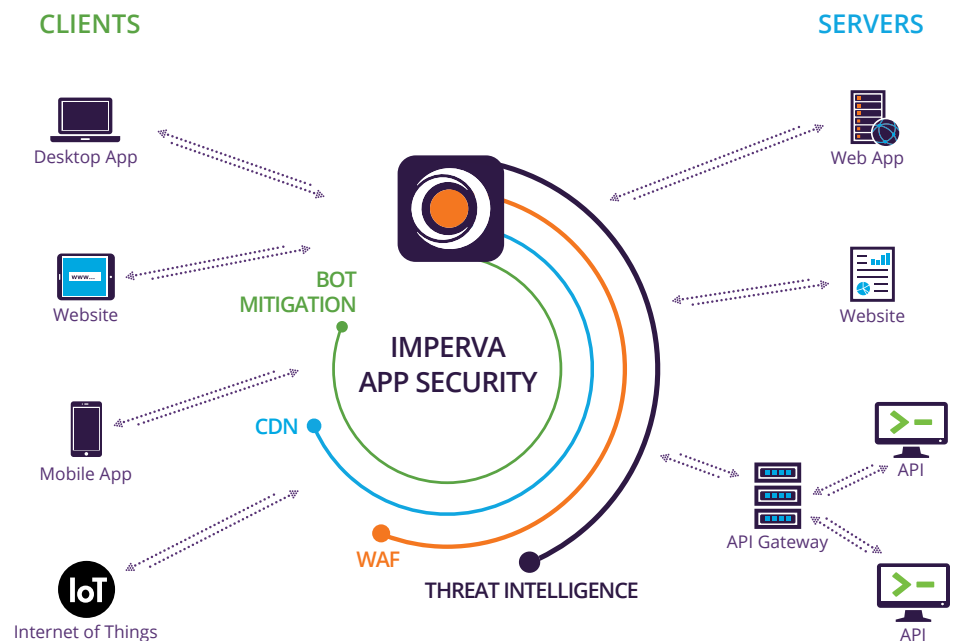 CLIENTS
SERVERS
Desktop App
Web App
www...
Website
BOT
MITIGATION
Website
IMPERVA
APP SECURITY
CDN
Mobile App
API
API Gateway
WAF
THREAT INTELLIGENCE
IoT
Internet of Things
API